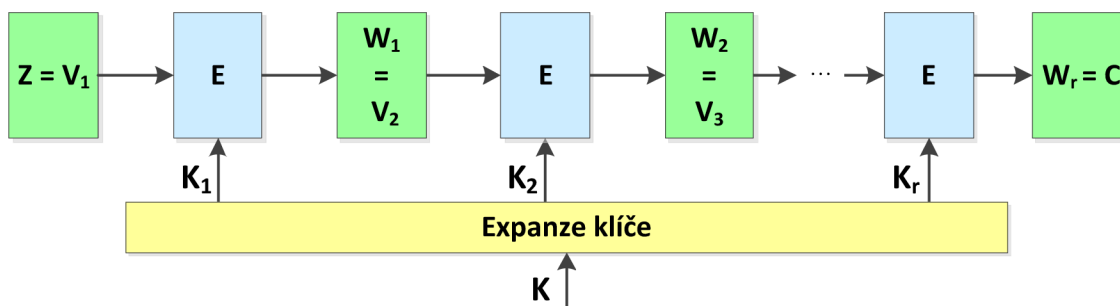 Z = V₁
E
W₁
=
V₂
E
W₂
=
V₃
...
E
Wᵣ = C
K₁
K₂
Kᵣ
Expanze klíče
K